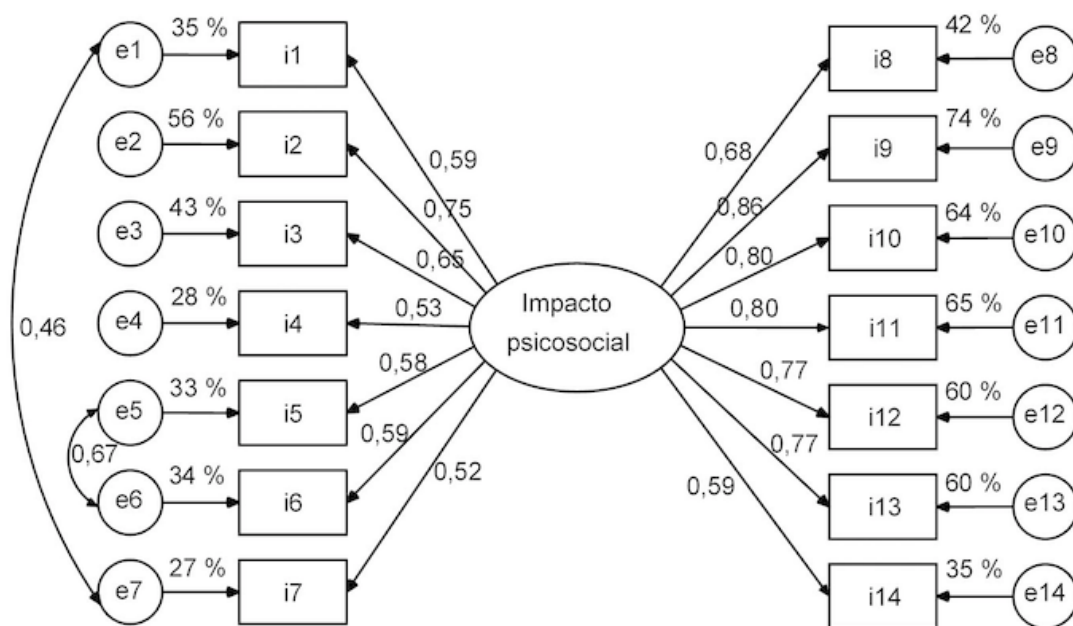 e1
35 %
i1
e2
56 %
i2
e3
43 %
i3
e4
28 %
i4
e5
33 %
i5
e6
34 %
i6
e7
27 %
i7
0,46
0,67
0,59
0,75
0,65
0,53
0,58
0,59
0,52
Impacto
psicosocial
0,68
0,86
0,80
0,80
0,77
0,77
0,59
i8
42 %
e8
i9
74 %
e9
i10
64 %
e10
i11
65 %
e11
i12
60 %
e12
i13
60 %
e13
i14
35 %
e14